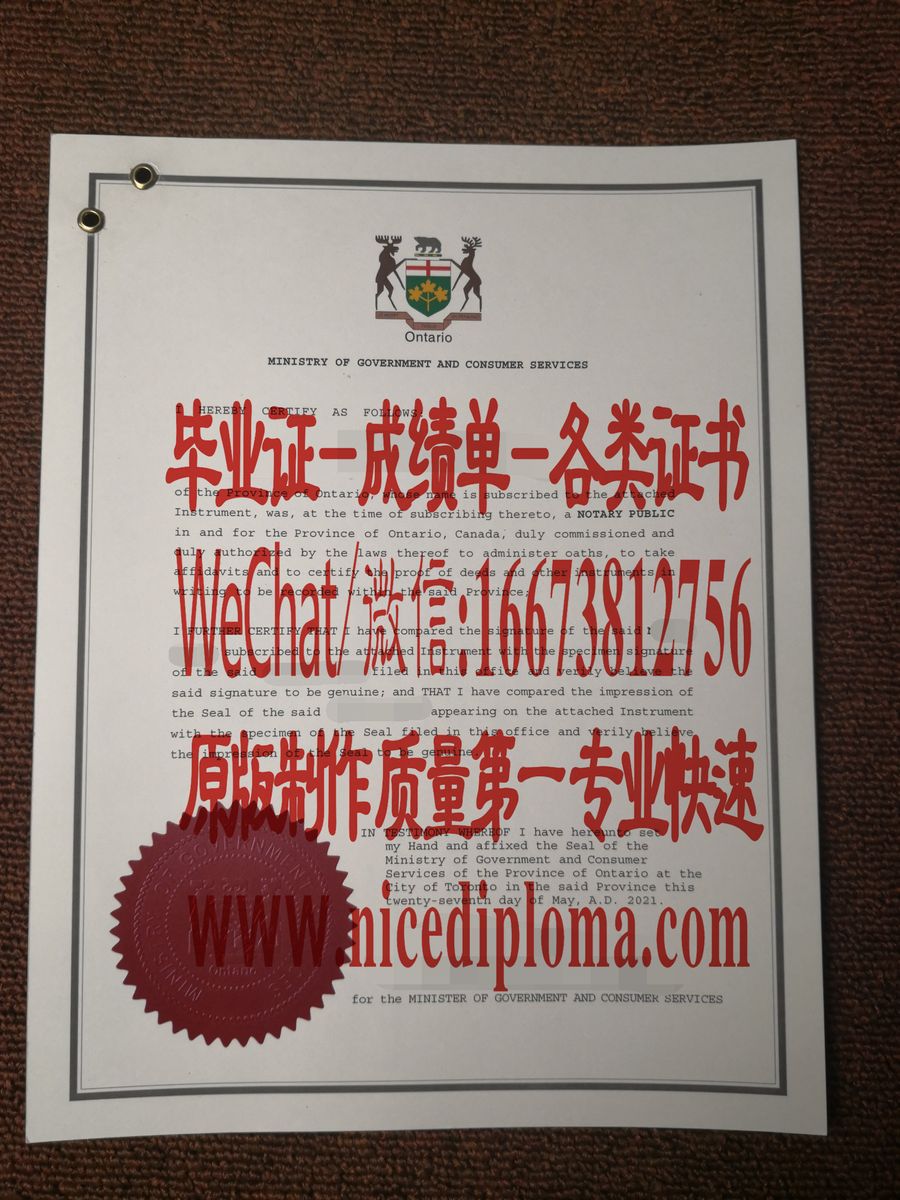 Ontario
MINISTRY OF GOVERNMENT AND CONSUMER SERVICES
I HEREBY CERTIFY AS FOLLOWS:
毕业证一成绩单一各类证书
of the Province of Ontario, whose name is subscribed to the attached
Instrument, was, at the time of subscribing thereto, a NOTARY PUBLIC
in and for the Province of Ontario, Canada, duly commissioned and
duly authorized by the laws thereof to administer oaths, to take
affidavits and to certify the proof of deeds and other instruments in
writing to be recorded within the said Province;
WeChat/微信:16673812756
I FURTHER CERTIFY THAT I have compared the signature of the said
subscribed to the attached Instrument with the specimen signature
of the said filed in this office and verily believe the
said signature to be genuine; and THAT I have compared the impression of
the Seal of the said appearing on the attached Instrument
with the specimen of the Seal filed in this office and verily believe
the impression of the Seal to be genuine.
原版制作质量第一专业快速
IN TESTIMONY WHEREOF I have hereunto set
my Hand and affixed the Seal of the
Ministry of Government and Consumer
Services of the Province of Ontario at the
City of Toronto in the said Province this
twenty-seventh day of May, A.D. 2021.
www.nicediploma.com
Ontario
for the MINISTER OF GOVERNMENT AND CONSUMER SERVICES